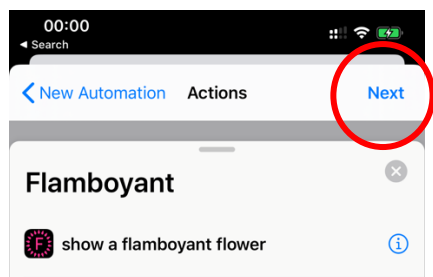 00:00
Search
New Automation Actions Next
Flamboyant
F show a flamboyant flower